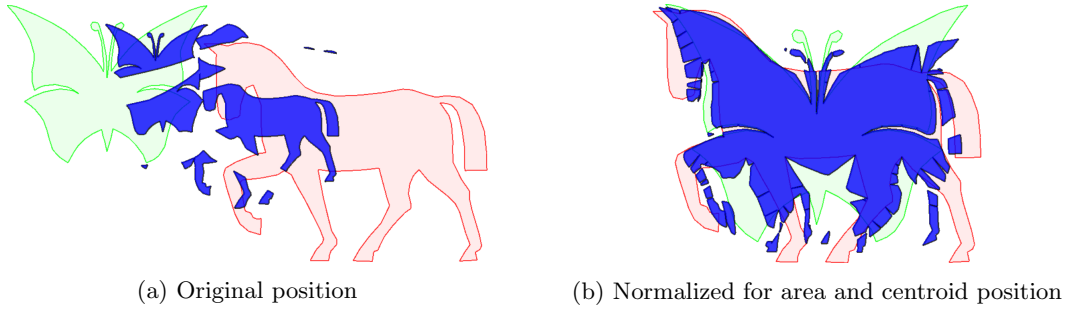 (a) Original position
(b) Normalized for area and centroid position